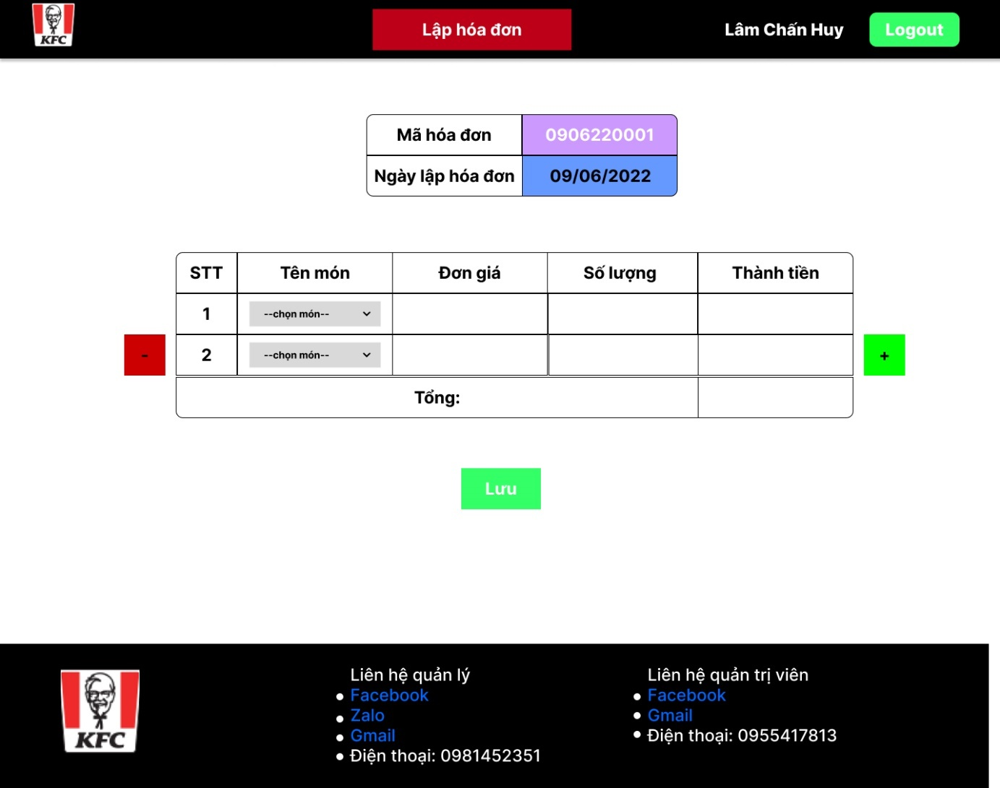 KFC
Lập hóa đơn
Lâm Chấn Huy
Logout
Mã hóa đơn 0906220001
Ngày lập hóa đơn 09/06/2022
STT Tên món Đơn giá Số lượng Thành tiền
1 --chọn món--
- 2 --chọn món-- +
Tổng:
Lưu
KFC
Liên hệ quản lý
Facebook
Zalo
Gmail
Điện thoại: 0981452351
Liên hệ quản trị viên
Facebook
Gmail
Điện thoại: 0955417813